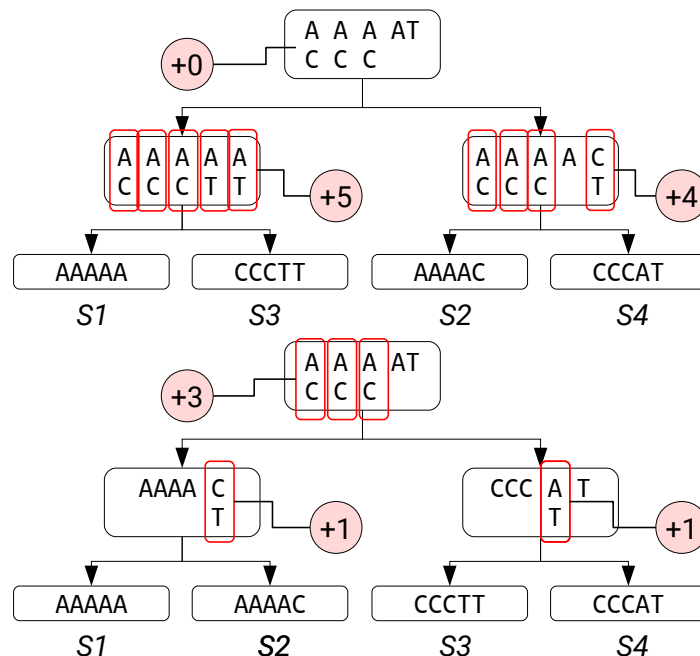 A A A AT
C C C
+0
A A A A A
C C C T T
+5
A A A A C
C C C T
+4
AAAAA
CCCTT
AAAAC
CCCAT
S1
S3
S2
S4
A A A AT
C C C
+3
AAAA C
T
+1
CCC A T
T
+1
AAAAA
AAAAC
CCCTT
CCCAT
S1
S2
S3
S4